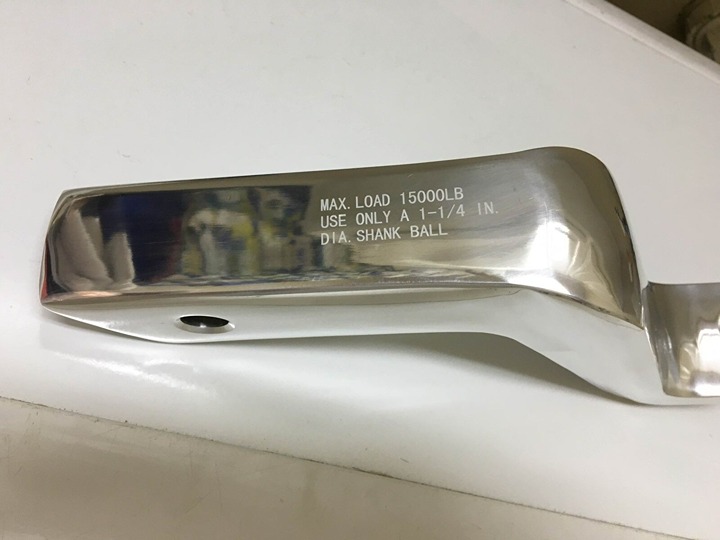 MAX. LOAD 15000LB
USE ONLY A 1-1/4 IN.
DIA. SHANK BALL